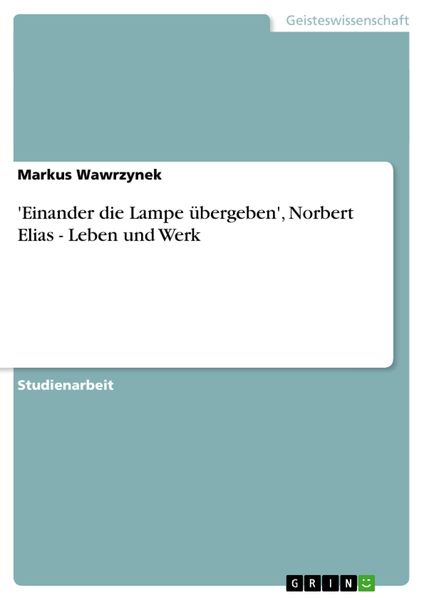 Geisteswissenschaft
Markus Wawrzynek
'Einander die Lampe übergeben', Norbert
Elias - Leben und Werk
Studienarbeit
GRIN